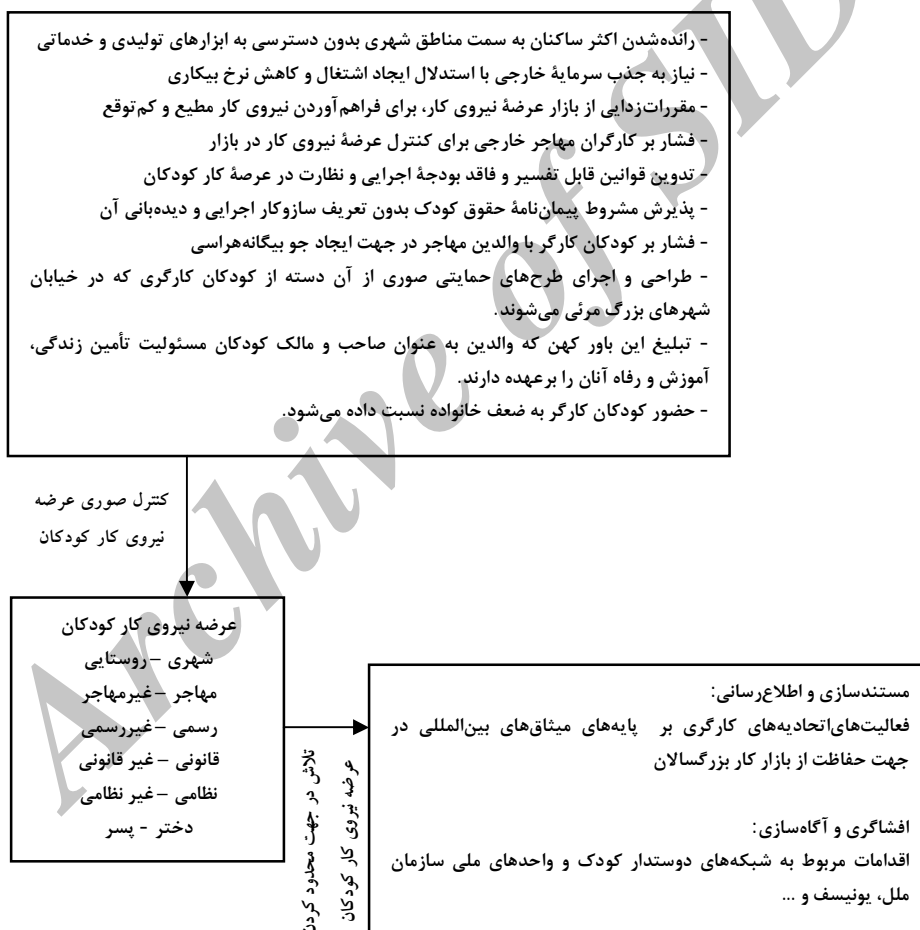 - رانده‌شدن اکثر ساکنان به سمت مناطق شهری بدون دسترسی به ابزارهای تولیدی و خدماتی
- نیاز به جذب سرمایهٔ خارجی با استدلال ایجاد اشتغال و کاهش نرخ بیکاری
- مقررات‌زدایی از بازار عرضهٔ نیروی کار، برای فراهم‌آوردن نیروی کار مطیع و کم‌توقع
- فشار بر کارگران مهاجر خارجی برای کنترل عرضهٔ نیروی کار در بازار
- تدوین قوانین قابل تفسیر و فاقد بودجهٔ اجرایی و نظارت در عرصهٔ کار کودکان
- پذیرش مشروط پیمان‌نامهٔ حقوق کودک بدون تعریف سازوکار اجرایی و دیده‌بانی آن
- فشار بر کودکان کارگر با والدین مهاجر در جهت ایجاد جو بیگانه‌هراسی
- طراحی و اجرای طرح‌های حمایتی صوری از آن دسته از کودکان کارگری که در خیابان
شهرهای بزرگ مرئی می‌شوند.
- تبلیغ این باور کهن که والدین به عنوان صاحب و مالک کودکان مسئولیت تأمین زندگی،
آموزش و رفاه آنان را برعهده دارند.
- حضور کودکان کارگر به ضعف خانواده نسبت داده می‌شود.
کنترل صوری عرضه
نیروی کار کودکان
عرضه نیروی کار کودکان
شهری – روستایی
مهاجر – غیرمهاجر
رسمی – غیررسمی
قانونی – غیر قانونی
نظامی – غیر نظامی
دختر - پسر
تلاش در جهت محدود کردن
عرضه نیروی کار کودکان
مستندسازی و اطلاع‌رسانی:
فعالیت‌های‌اتحادیه‌های کارگری بر پایه‌های میثاق‌های بین‌المللی در
جهت حفاظت از بازار کار بزرگسالان
افشاگری و آگاه‌سازی:
اقدامات مربوط به شبکه‌های دوستدار کودک و واحدهای ملی سازمان
ملل، یونیسف و ...
Archive of SID